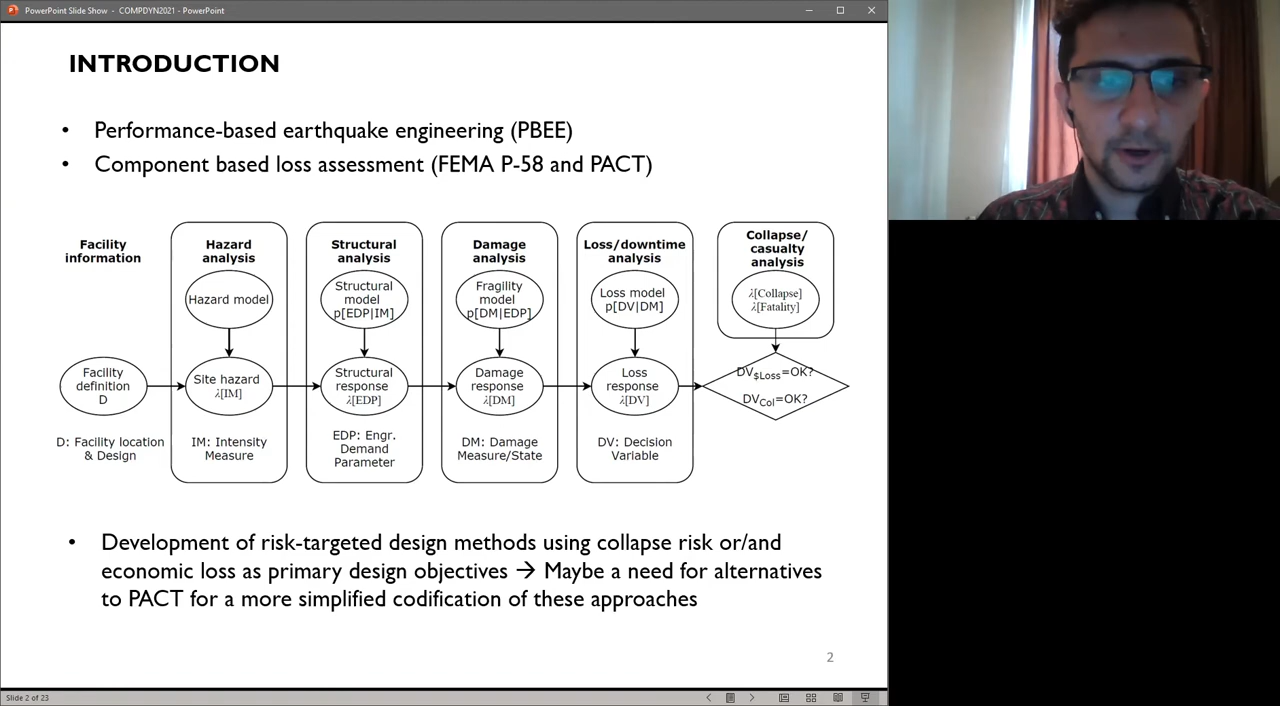 PowerPoint Slide Show - COMPDYN2021 - PowerPoint
INTRODUCTION
• Performance-based earthquake engineering (PBEE)
• Component based loss assessment (FEMA P-58 and PACT)
Facility
information
Facility
definition
D
D: Facility location
& Design
Hazard
analysis
Hazard model
Site hazard
λ[IM]
IM: Intensity
Measure
Structural
analysis
Structural
model
p[EDP|IM]
Structural
response
λ[EDP]
EDP: Engr.
Demand
Parameter
Damage
analysis
Fragility
model
p[DM|EDP]
Damage
response
λ[DM]
DM: Damage
Measure/State
Loss/downtime
analysis
Loss model
p[DV|DM]
Loss
response
λ[DV]
DV: Decision
Variable
Collapse/
casualty
analysis
λ[Collapse]
λ[Fatality]
DV$Loss=OK?
DVCol=OK?
• Development of risk-targeted design methods using collapse risk or/and
economic loss as primary design objectives → Maybe a need for alternatives
to PACT for a more simplified codification of these approaches
2
Slide 2 of 23